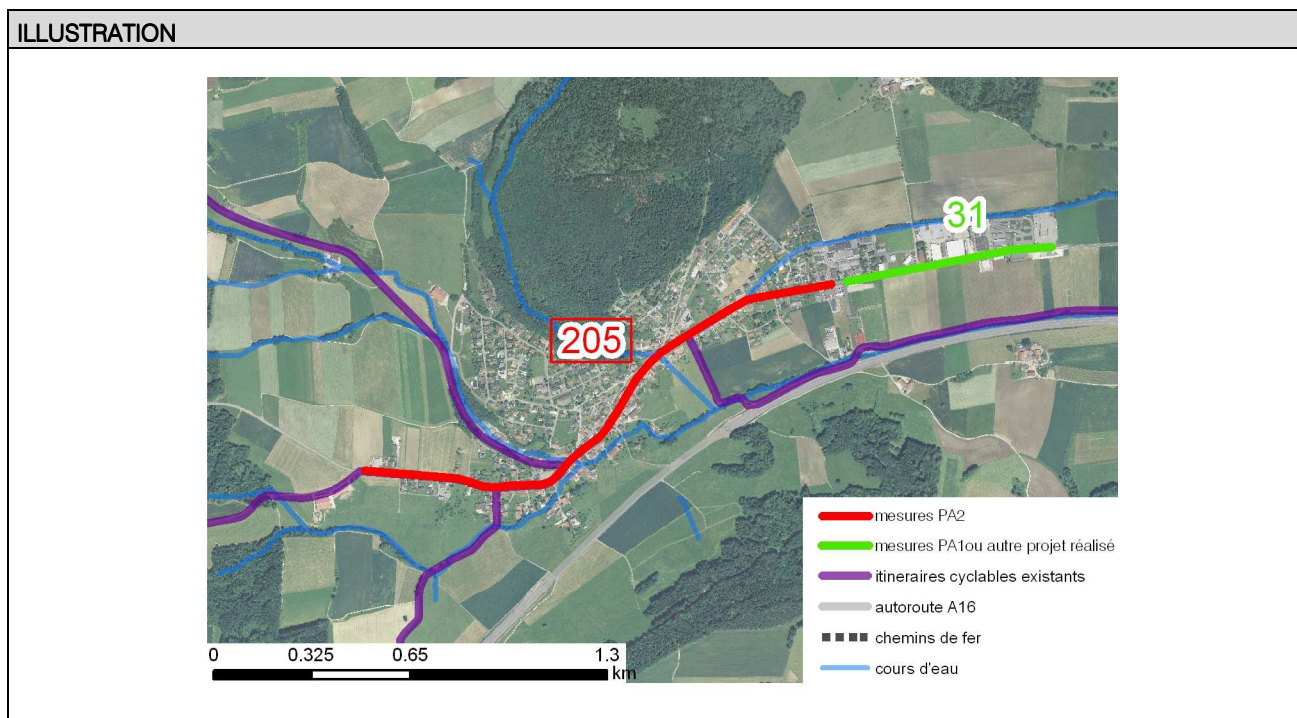 ILLUSTRATION
31
205
mesures PA2
mesures PA1ou autre projet réalisé
itineraires cyclables existants
autoroute A16
chemins de fer
cours d'eau
0 0.325 0.65 1.3
km